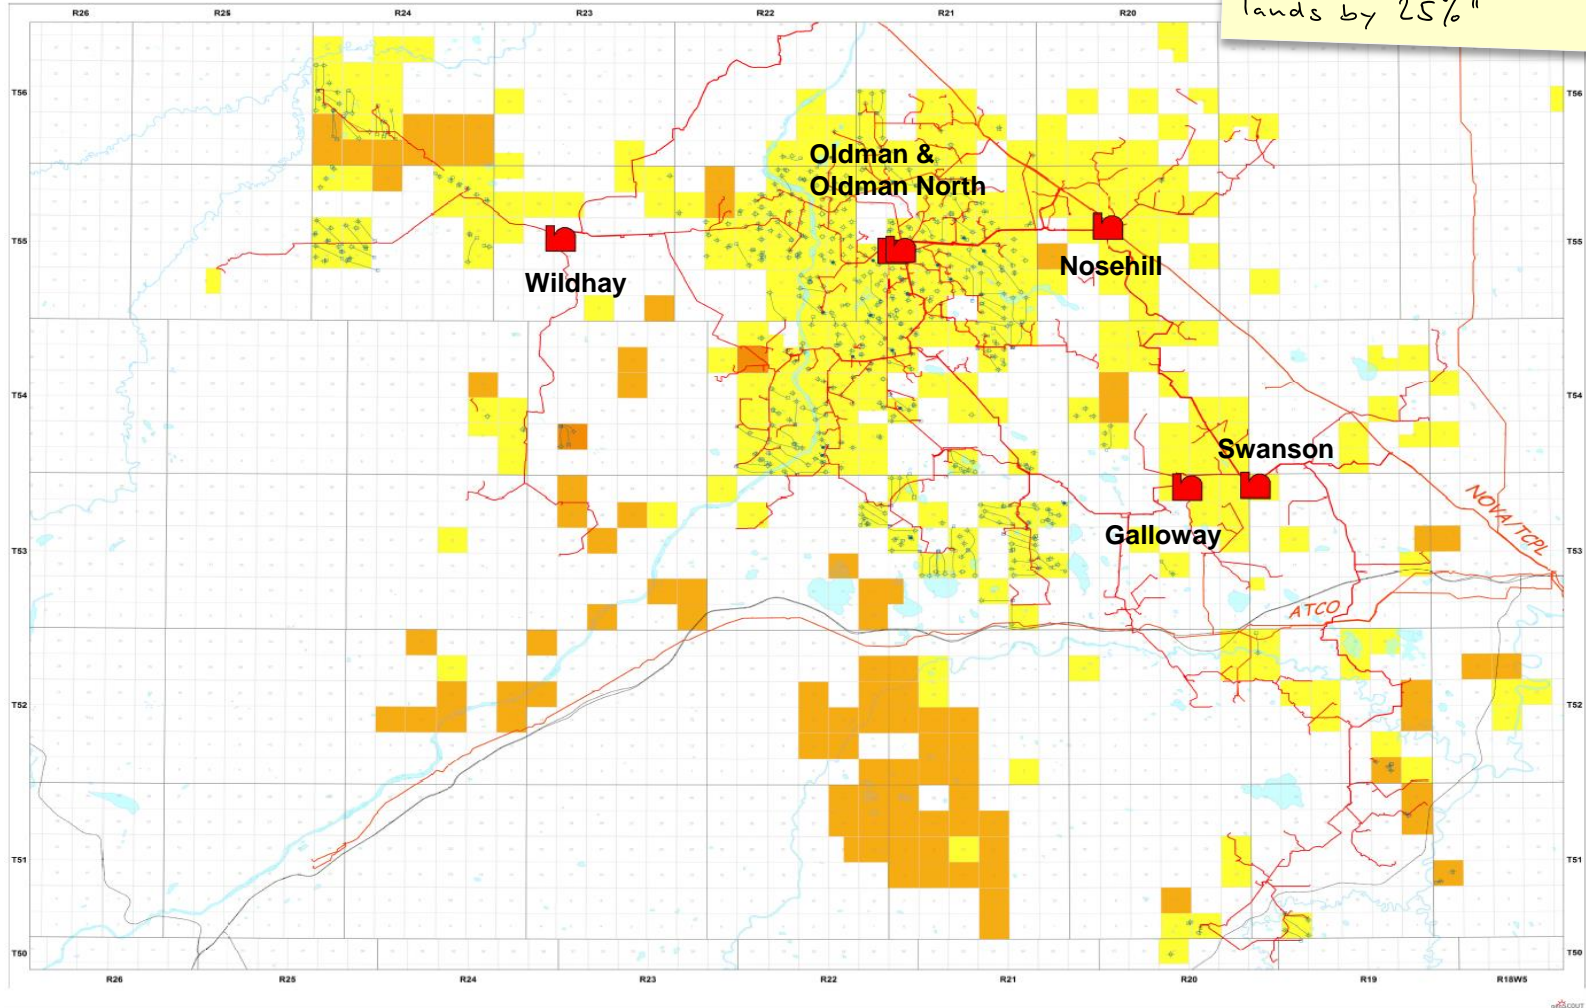 lands by 25%"
R26 R25 R24 R23 R22 R21 R20
T56 T56
Oldman &
Oldman North
T55 T55
Nosehill
Wildhay
T54 T54
Swanson
NOVA/TCPL
Galloway
T53 T53
ATCO
T52 T52
T51 T51
T50 T50
R26 R25 R24 R23 R22 R21 R20 R19 R18W5